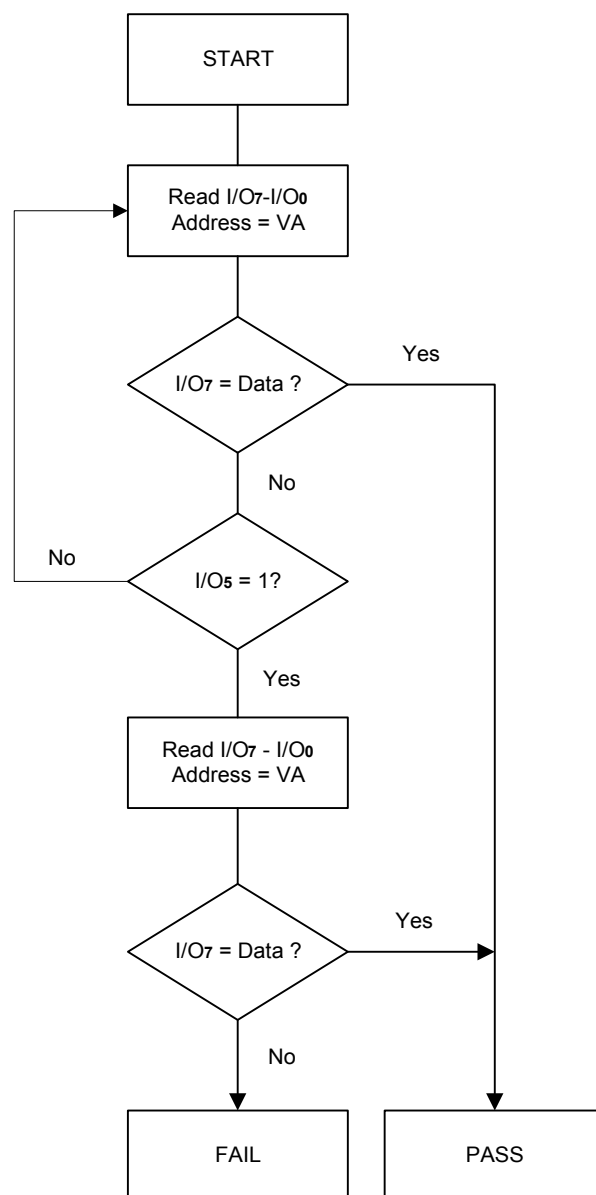 START
Read I/O7-I/O0
Address = VA
I/O7 = Data ?
Yes
No
No
I/O5 = 1?
Yes
Read I/O7 - I/O0
Address = VA
I/O7 = Data ?
Yes
No
FAIL
PASS